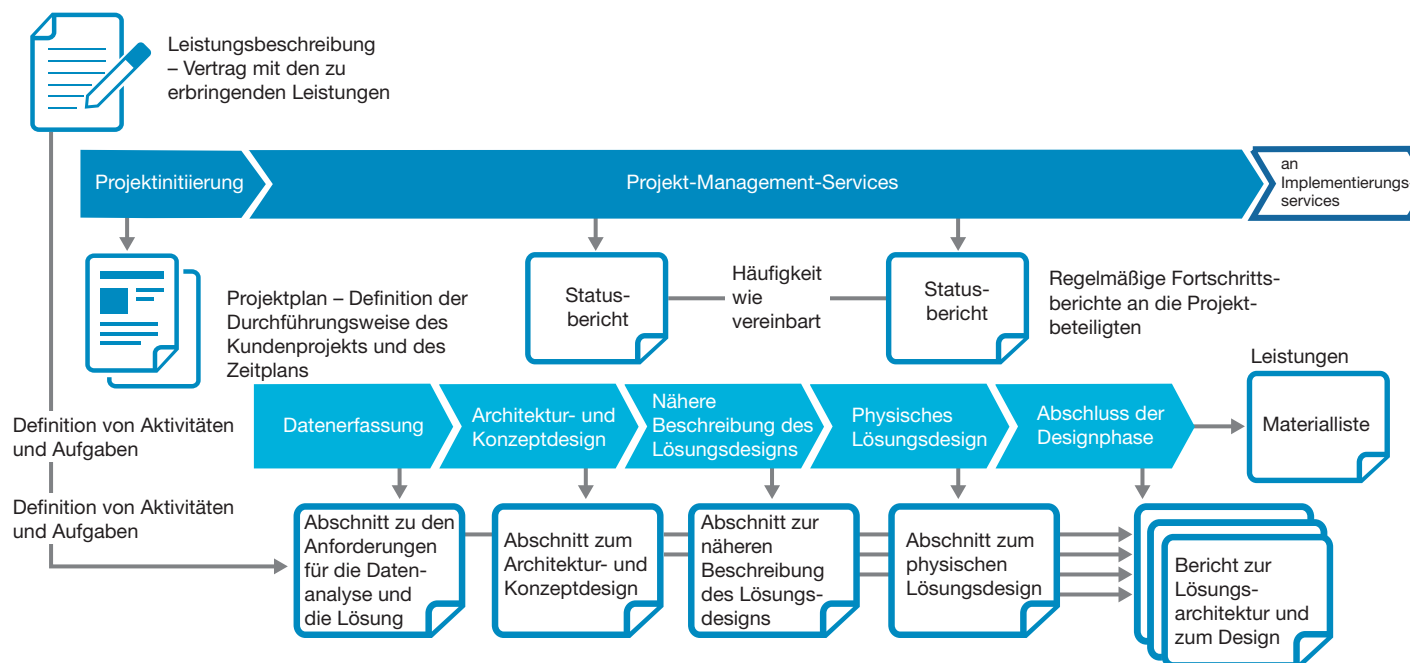 Leistungsbeschreibung
– Vertrag mit den zu
erbringenden Leistungen
Projektinitiierung
Projekt-Management-Services
an
Implementierungs-
services
Projektplan – Definition der
Durchführungsweise des
Kundenprojekts und des
Zeitplans
Status-
bericht
Häufigkeit
wie
vereinbart
Status-
bericht
Regelmäßige Fortschritts-
berichte an die Projekt-
beteiligten
Leistungen
Materialliste
Definition von Aktivitäten
und Aufgaben
Datenerfassung
Architektur- und
Konzeptdesign
Nähere
Beschreibung des
Lösungsdesigns
Physisches
Lösungsdesign
Abschluss der
Designphase
Definition von Aktivitäten
und Aufgaben
Abschnitt zu den
Anforderungen
für die Daten-
analyse und
die Lösung
Abschnitt zum
Architektur- und
Konzeptdesign
Abschnitt zur
näheren
Beschreibung
des Lösungs-
designs
Abschnitt zum
physischen
Lösungsdesign
Bericht zur
Lösungs-
architektur und
zum Design